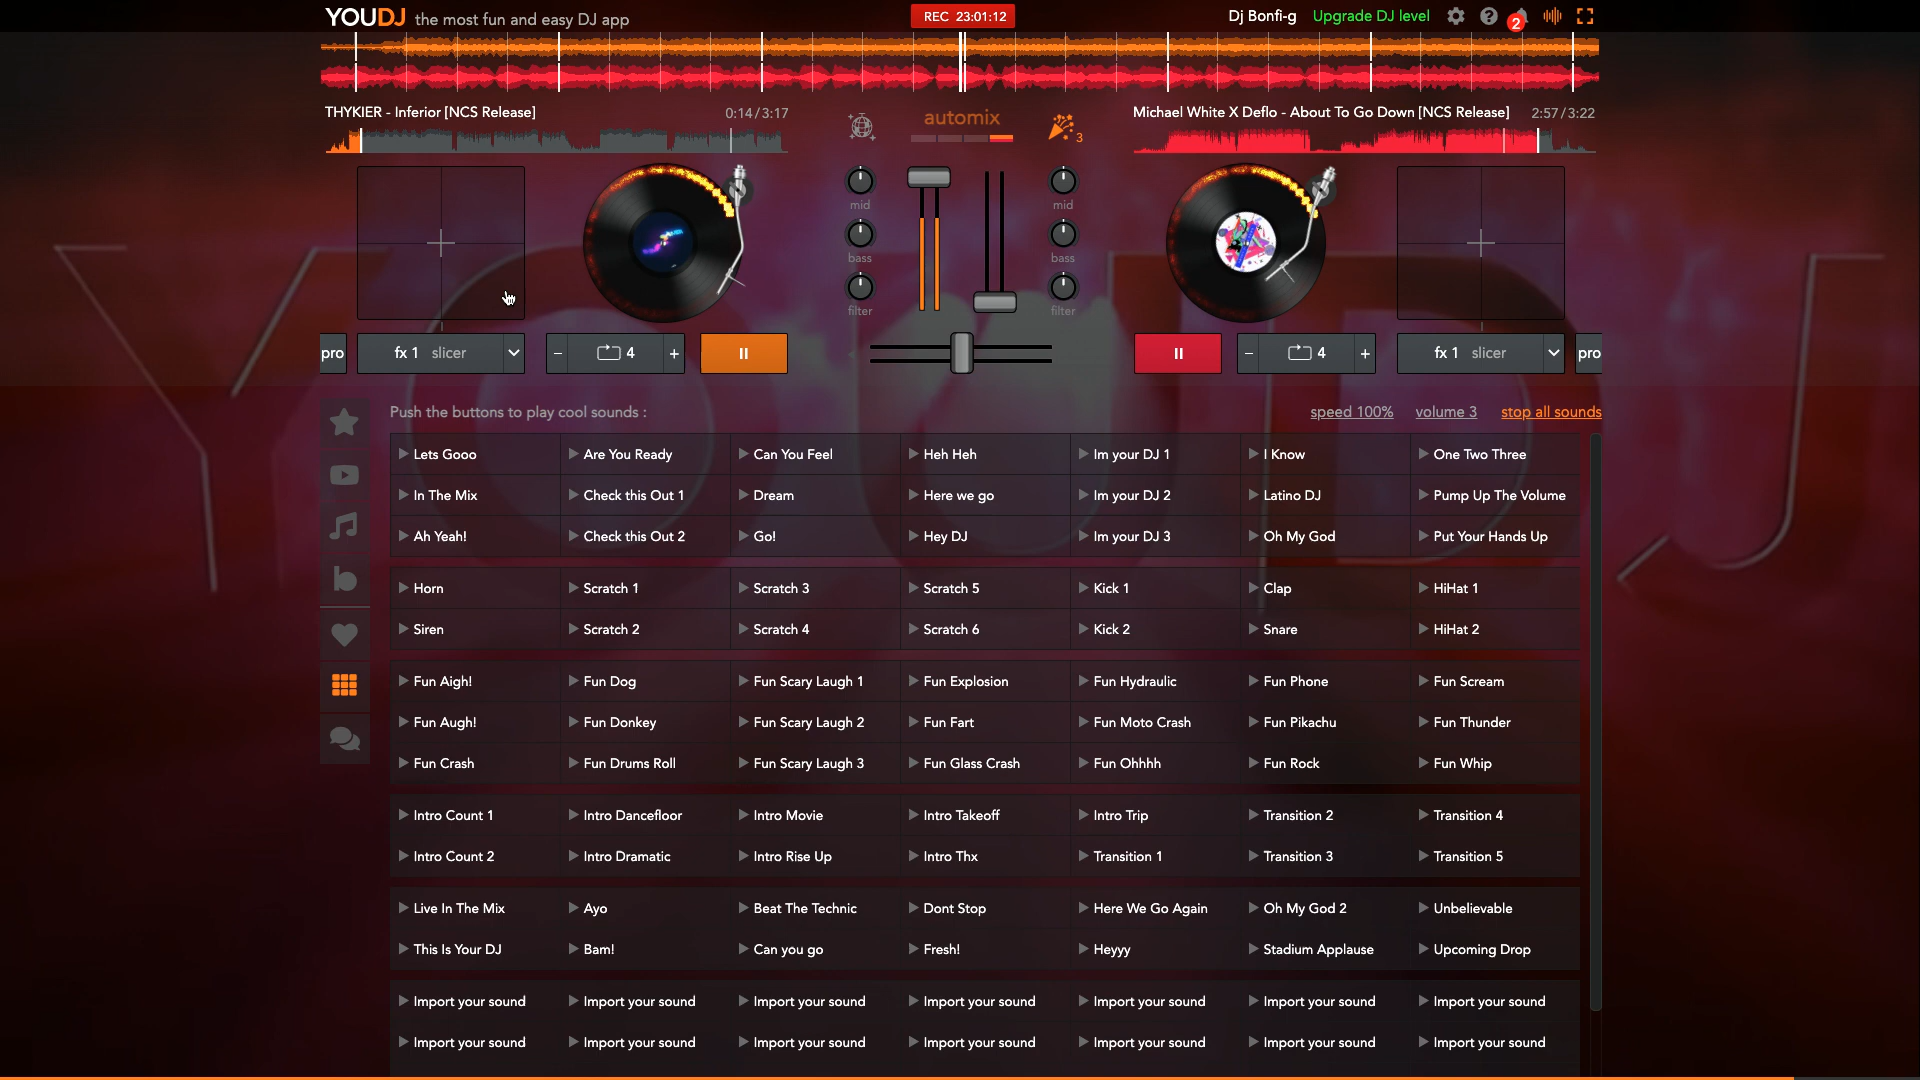 YOUDJ the most fun and easy DJ app
REC 23:01:12
Dj Bonfi-g Upgrade DJ level 2
THYKIER - Inferior [NCS Release] 0:14/3:17
automix
3
Michael White X Deflo - About To Go Down [NCS Release] 2:57/3:22
mid mid
bass bass
filter filter
pro fx 1 slicer − 4 + − 4 + fx 1 slicer pro
Push the buttons to play cool sounds : speed 100% volume 3 stop all sounds
Lets Gooo Are You Ready Can You Feel Heh Heh Im your DJ 1 I Know One Two Three
In The Mix Check this Out 1 Dream Here we go Im your DJ 2 Latino DJ Pump Up The Volume
Ah Yeah! Check this Out 2 Go! Hey DJ Im your DJ 3 Oh My God Put Your Hands Up
Horn Scratch 1 Scratch 3 Scratch 5 Kick 1 Clap HiHat 1
Siren Scratch 2 Scratch 4 Scratch 6 Kick 2 Snare HiHat 2
Fun Aigh! Fun Dog Fun Scary Laugh 1 Fun Explosion Fun Hydraulic Fun Phone Fun Scream
Fun Augh! Fun Donkey Fun Scary Laugh 2 Fun Fart Fun Moto Crash Fun Pikachu Fun Thunder
Fun Crash Fun Drums Roll Fun Scary Laugh 3 Fun Glass Crash Fun Ohhhh Fun Rock Fun Whip
Intro Count 1 Intro Dancefloor Intro Movie Intro Takeoff Intro Trip Transition 2 Transition 4
Intro Count 2 Intro Dramatic Intro Rise Up Intro Thx Transition 1 Transition 3 Transition 5
Live In The Mix Ayo Beat The Technic Dont Stop Here We Go Again Oh My God 2 Unbelievable
This Is Your DJ Bam! Can you go Fresh! Heyyy Stadium Applause Upcoming Drop
Import your sound Import your sound Import your sound Import your sound Import your sound Import your sound Import your sound
Import your sound Import your sound Import your sound Import your sound Import your sound Import your sound Import your sound